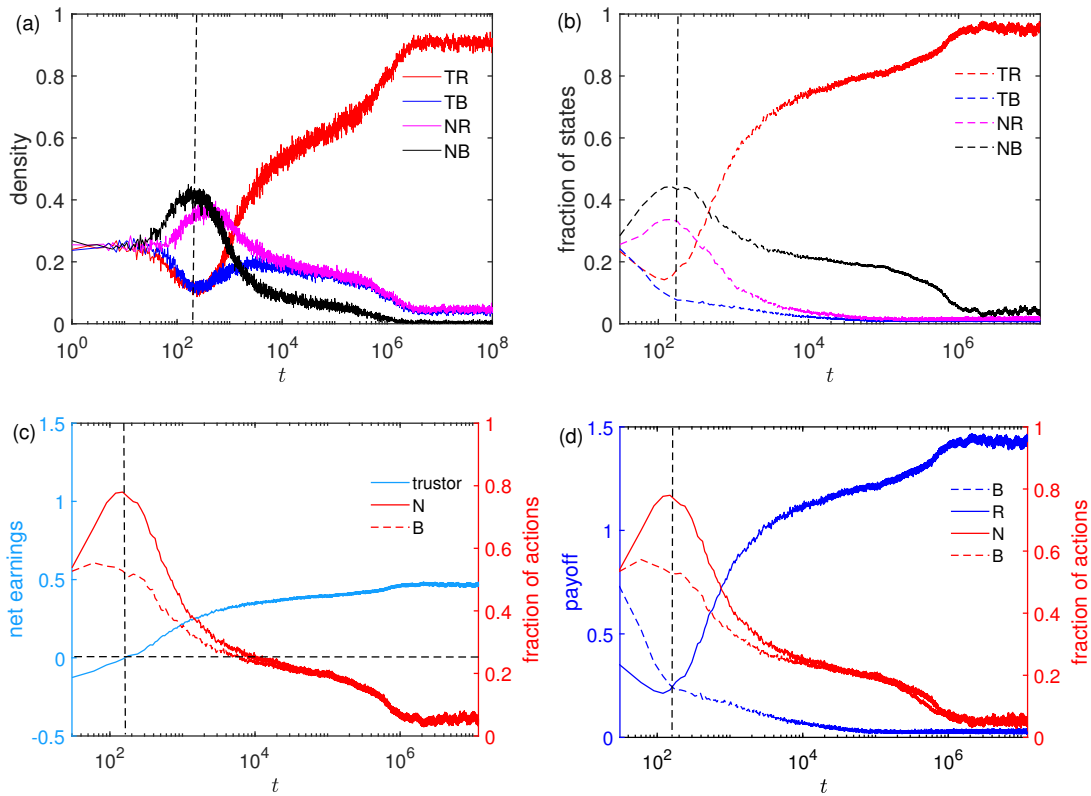 (a)
density
1
0.8
0.6
0.4
0.2
0
TR
TB
NR
NB
10^0 10^2 10^4 10^6 10^8
t
(b)
fraction of states
1
0.8
0.6
0.4
0.2
0
TR
TB
NR
NB
10^2 10^4 10^6
t
(c)
net earnings
1.5
1
0.5
0
-0.5
trustor
N
B
1
0.8
0.6
0.4
0.2
0
fraction of actions
10^2 10^4 10^6
t
(d)
payoff
1.5
1
0.5
0
B
R
N
B
1
0.8
0.6
0.4
0.2
0
fraction of actions
10^2 10^4 10^6
t